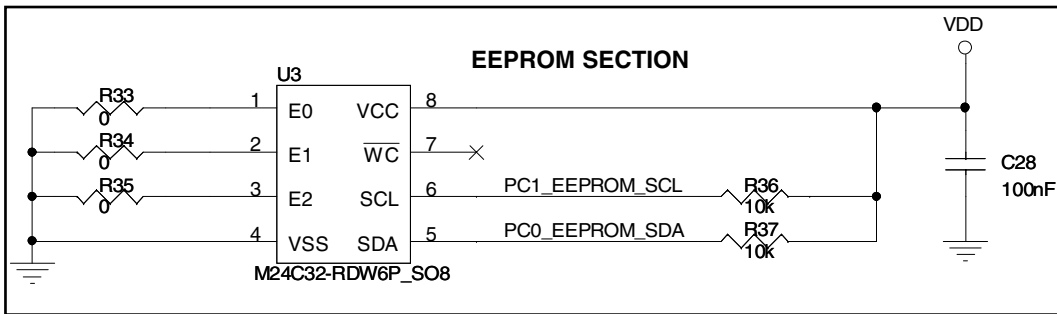 VDD
EEPROM SECTION
U3
R33
0
1
E0
VCC
8
R34
0
2
E1
WC
7
C28
100nF
R35
0
3
E2
SCL
6
PC1_EEPROM_SCL
R36
10k
4
VSS
SDA
5
PC0_EEPROM_SDA
R37
10k
M24C32-RDW6P_SO8